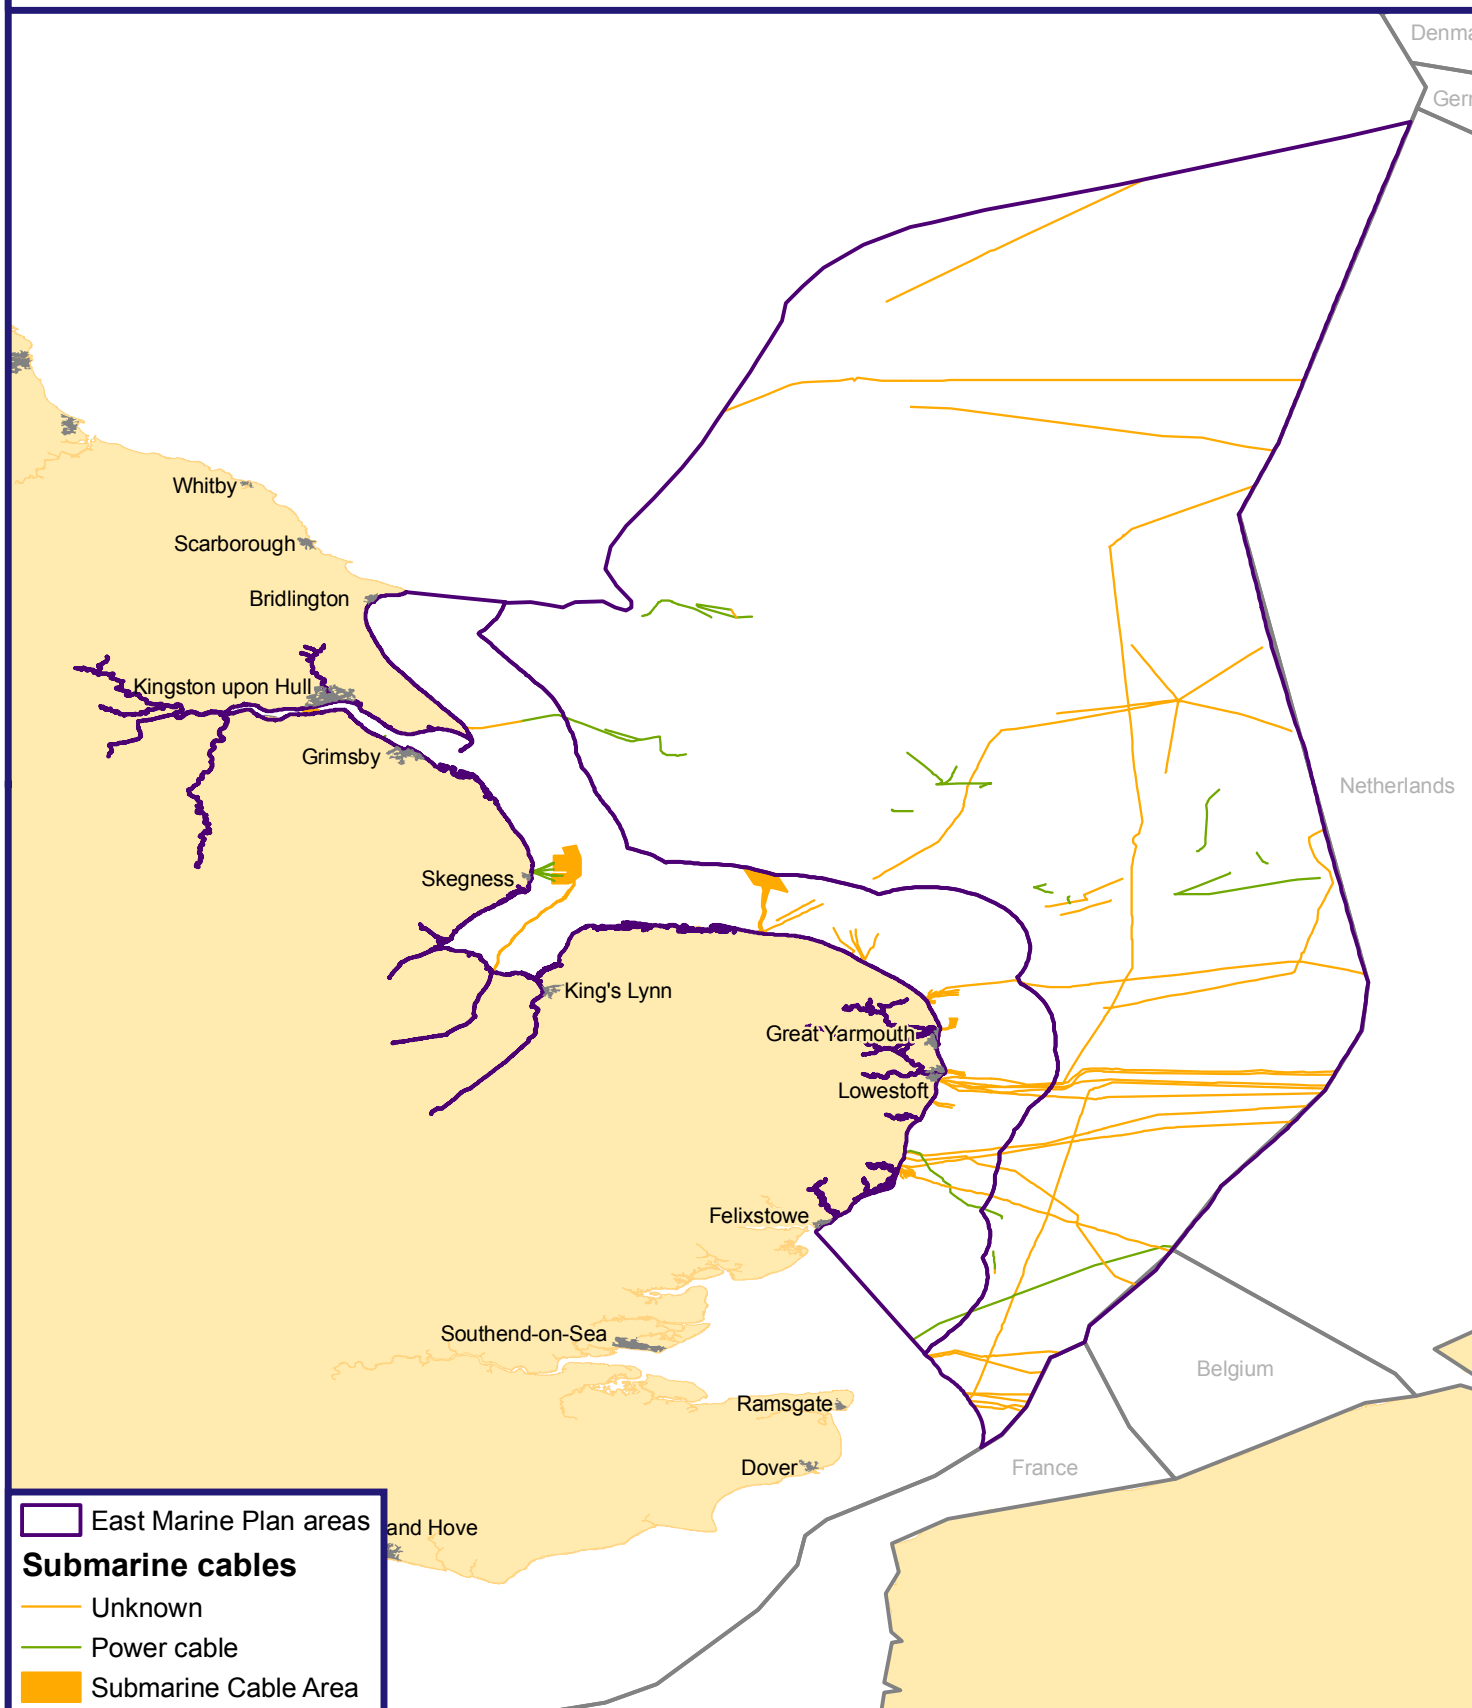 Denma
Gerr
Whitby
Scarborough
Bridlington
Kingston upon Hull
Grimsby
Netherlands
Skegness
King's Lynn
Great Yarmouth
Lowestoft
Felixstowe
Southend-on-Sea
Belgium
Ramsgate
Dover
France
and Hove
East Marine Plan areas
Submarine cables
Unknown
Power cable
Submarine Cable Area